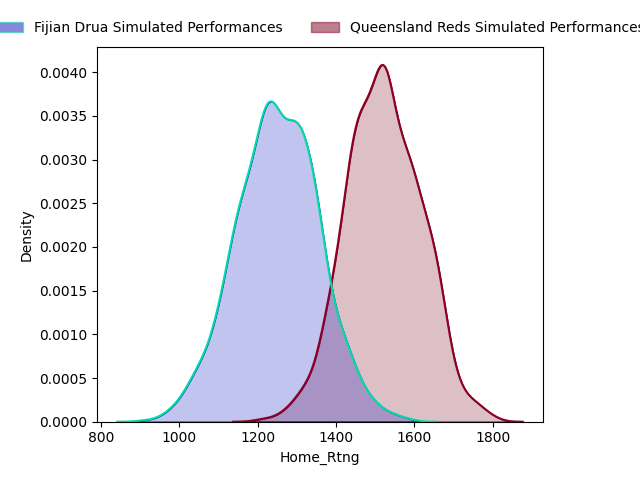 Fijian Drua Simulated Performances Queensland Reds Simulated Performances
0.0040
0.0035
0.0030
0.0025
0.0020
0.0015
0.0010
0.0005
0.0000
Density
800 1000 1200 1400 1600 1800
Home_Rtng